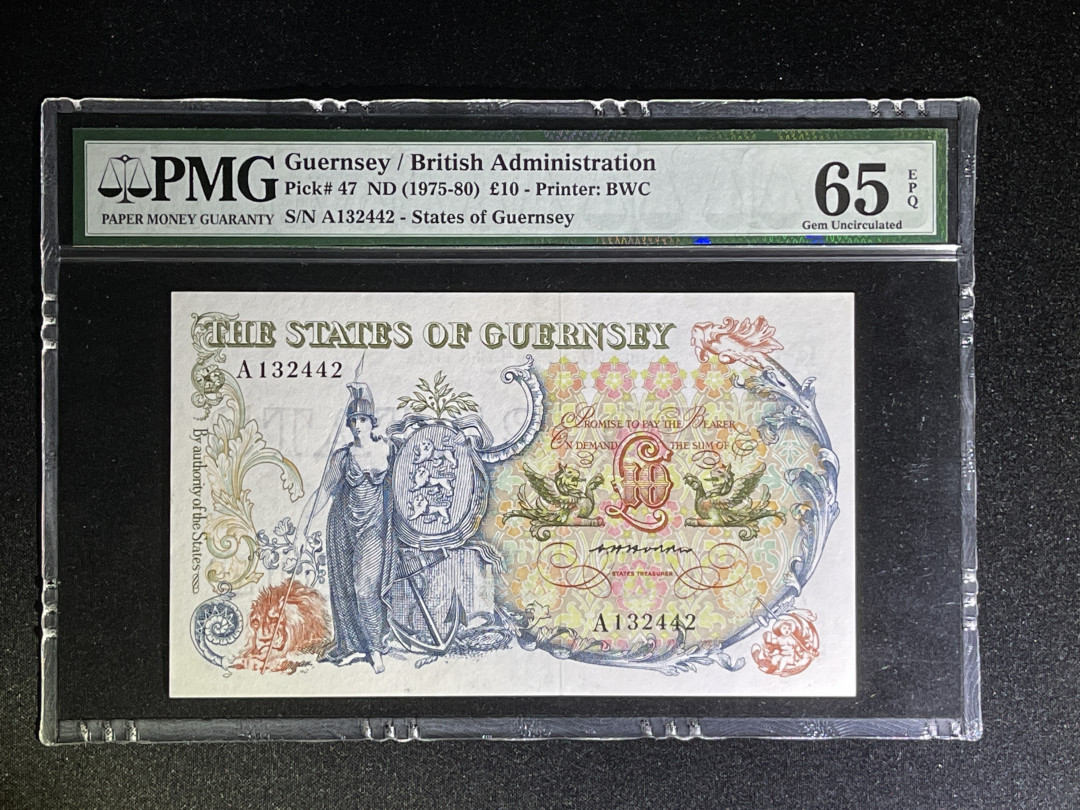 PMG
PAPER MONEY GUARANTY
Guernsey / British Administration
Pick# 47 ND (1975-80) £10 - Printer: BWC
S/N A132442 - States of Guernsey
65
EPQ
Gem Uncirculated
THE STATES OF GUERNSEY
A132442
By authority of the States
PROMISE TO PAY THE BEARER
ON DEMAND THE SUM OF
£10
STATES TREASURER
A132442